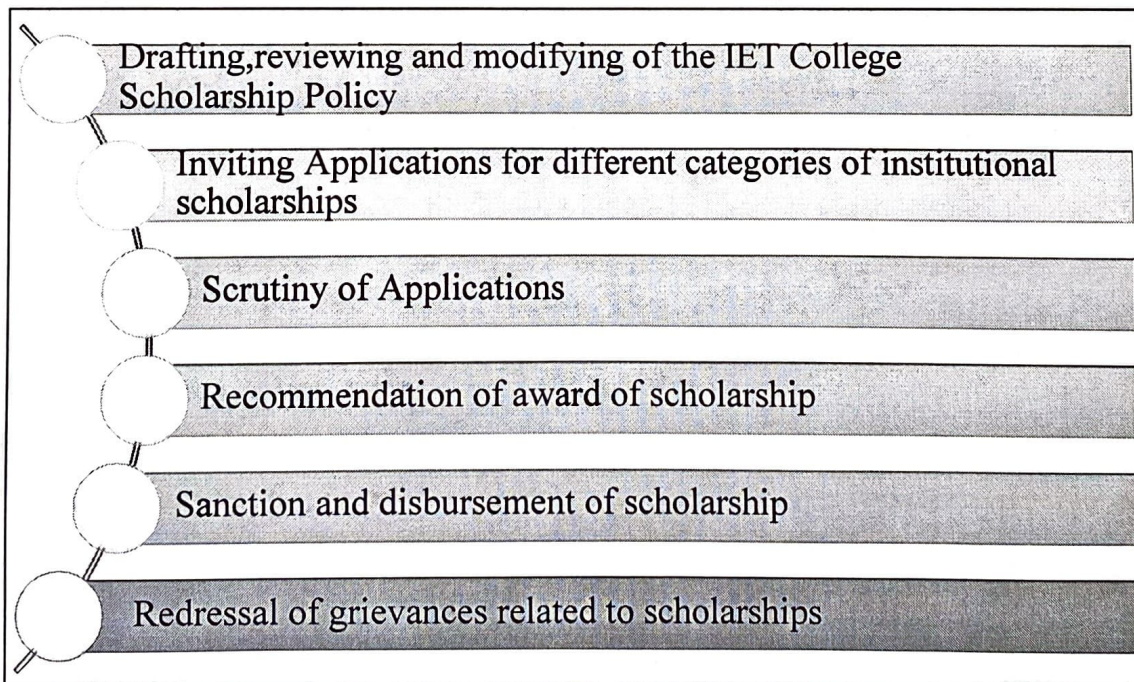 Drafting,reviewing and modifying of the IET College
Scholarship Policy
Inviting Applications for different categories of institutional
scholarships
Scrutiny of Applications
Recommendation of award of scholarship
Sanction and disbursement of scholarship
Redressal of grievances related to scholarships